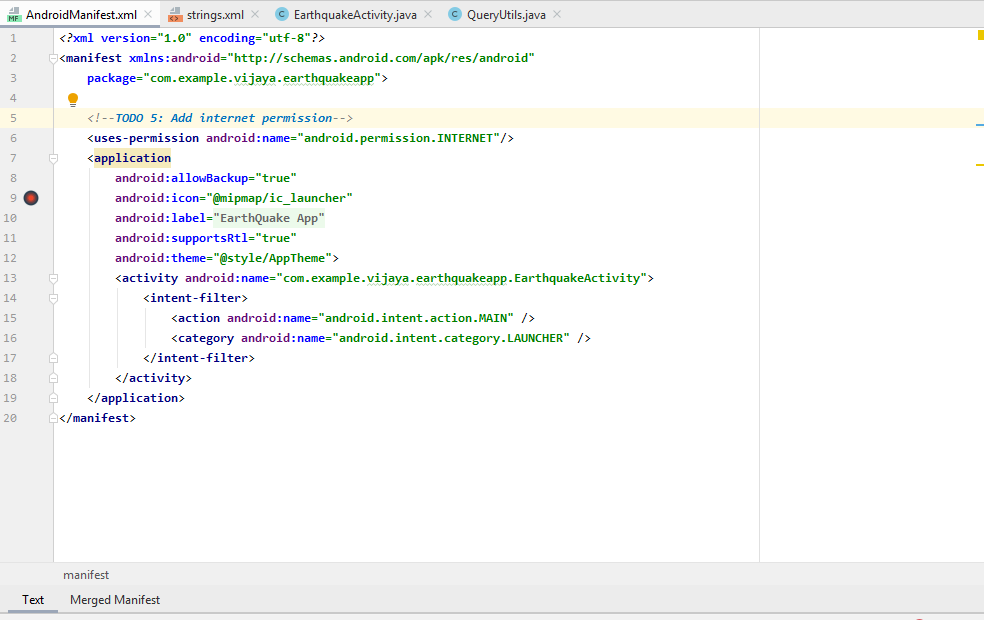 AndroidManifest.xml strings.xml EarthquakeActivity.java QueryUtils.java
1 <?xml version="1.0" encoding="utf-8"?>
2 <manifest xmlns:android="http://schemas.android.com/apk/res/android"
3 package="com.example.vijaya.earthquakeapp">
4
5 <!--TODO 5: Add internet permission-->
6 <uses-permission android:name="android.permission.INTERNET"/>
7 <application
8 android:allowBackup="true"
9 android:icon="@mipmap/ic_launcher"
10 android:label="EarthQuake App"
11 android:supportsRtl="true"
12 android:theme="@style/AppTheme">
13 <activity android:name="com.example.vijaya.earthquakeapp.EarthquakeActivity">
14 <intent-filter>
15 <action android:name="android.intent.action.MAIN" />
16 <category android:name="android.intent.category.LAUNCHER" />
17 </intent-filter>
18 </activity>
19 </application>
20 </manifest>
manifest
Text Merged Manifest